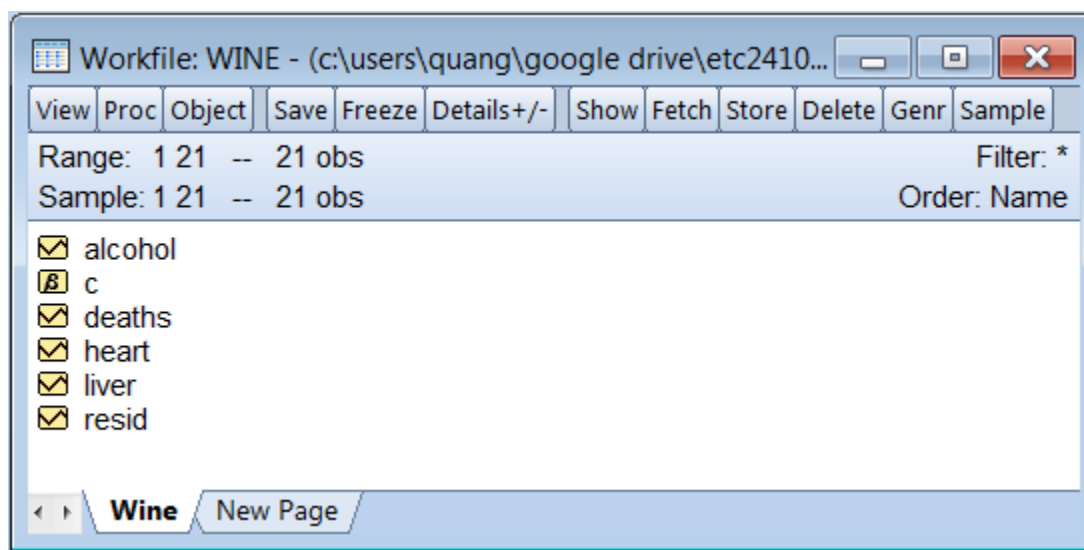 Workfile: WINE - (c:\users\quang\google drive\etc2410...
View Proc Object Save Freeze Details+/- Show Fetch Store Delete Genr Sample
Range: 1 21 -- 21 obs Filter: *
Sample: 1 21 -- 21 obs Order: Name
alcohol
β c
deaths
heart
liver
resid
Wine New Page